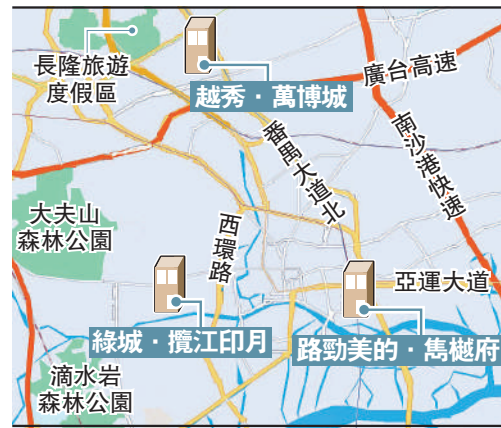 長隆旅遊
度假區
越秀·萬博城
廣台高速
番禺大道北
南沙港快速
大夫山
森林公園
西環路
亞運大道
綠城·攬江印月
路勁美的·雋樾府
滴水岩
森林公園